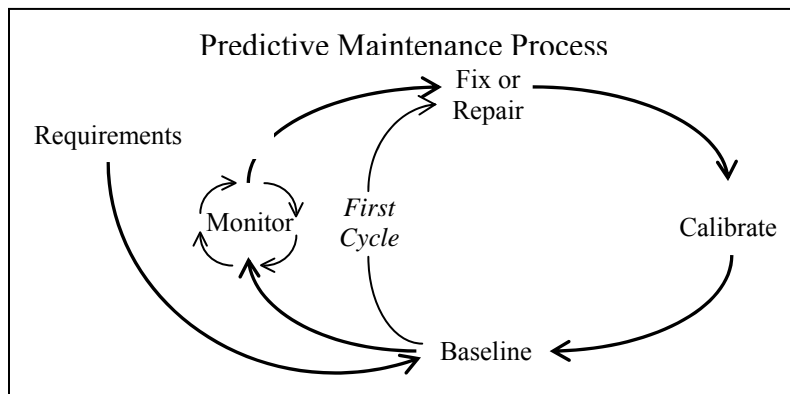 Predictive Maintenance Process
Fix or
Repair
Requirements
First
Cycle
Monitor
Calibrate
Baseline